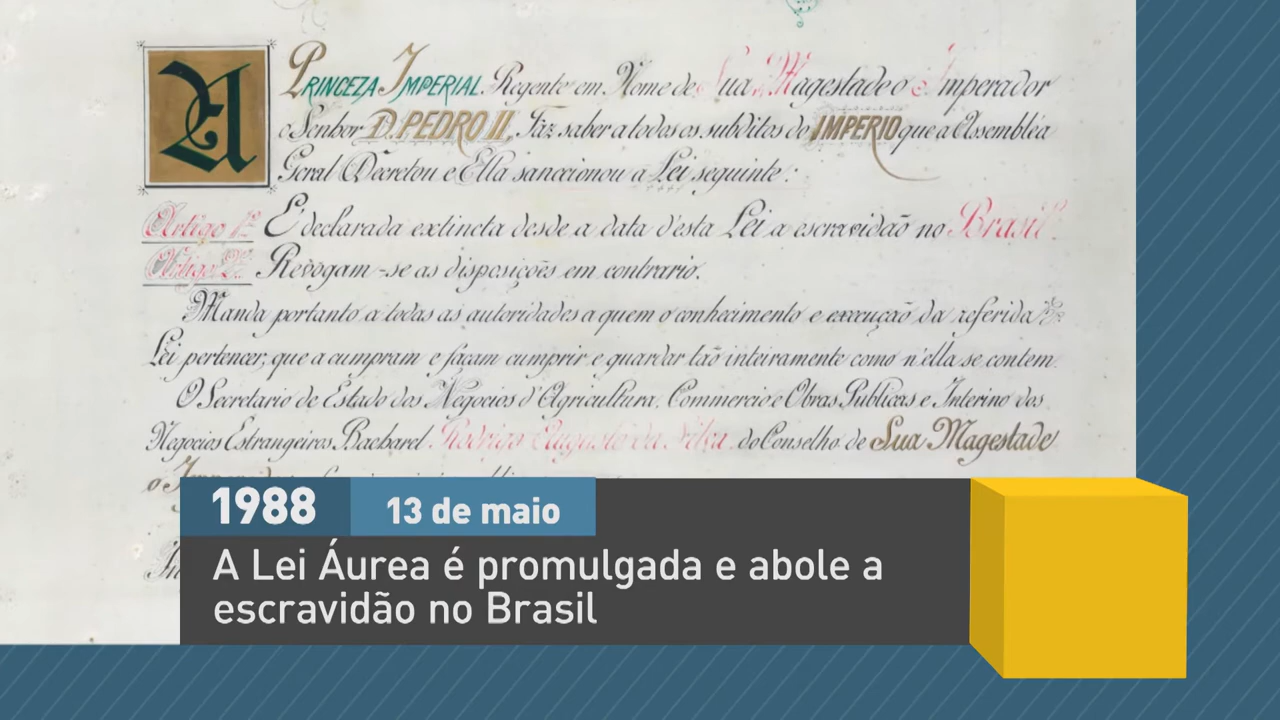 A PRINCEZA IMPERIAL Regente em Nome de Sua Magestade o Imperador
o Senhor D. PEDRO II, Faz saber a todos os subditos do IMPERIO que a Assembléa
Geral Decretou e Ella sanccionou a Lei seguinte:
Artigo 1º É declarada extincta desde a data d'esta Lei a escravidão no Brasil.
Artigo 2º Revogam-se as disposições em contrario.
Manda portanto a todas as autoridades a quem o conhecimento e execução da referida
Lei pertencer, que a cumpram e façam cumprir e guardar tão inteiramente como n'ella se contem.
O Secretario de Estado dos Negocios d'Agricultura, Commercio e Obras Publicas e Interino dos
Negocios Estrangeiros Bacharel Rodrigo Augusto da Silva do Conselho de Sua Magestade
o
1988 13 de maio
A Lei Áurea é promulgada e abole a
escravidão no Brasil